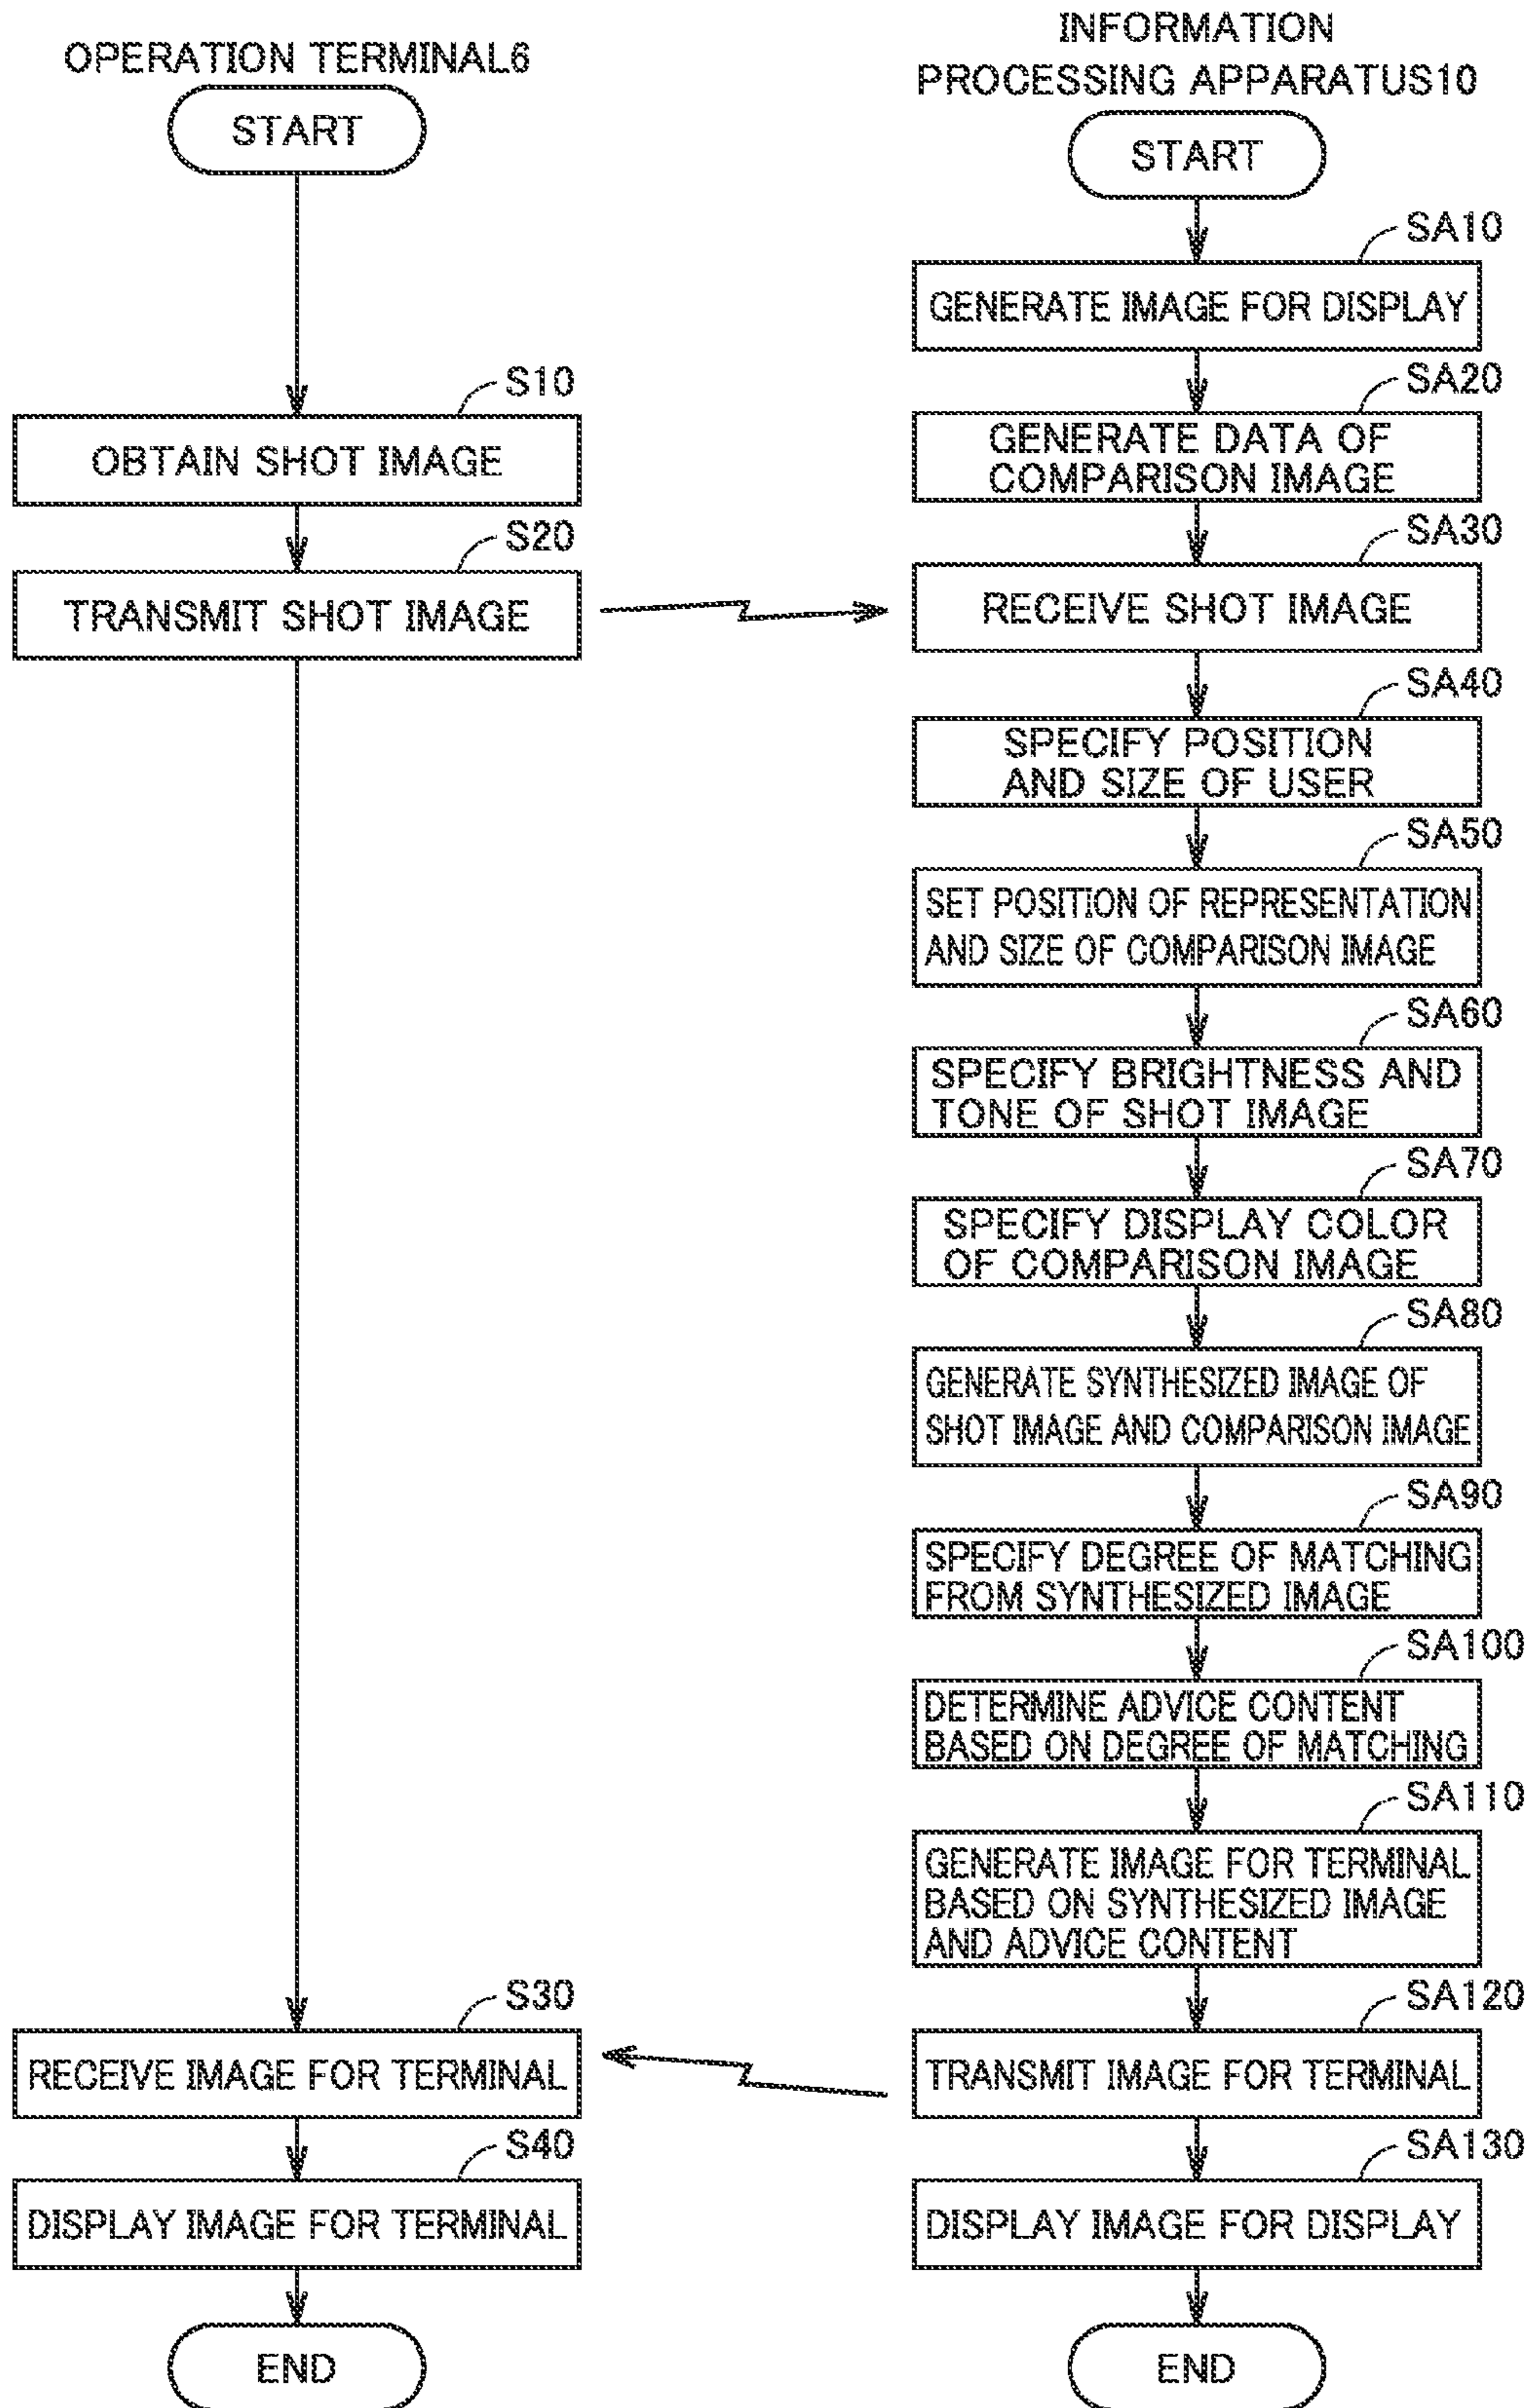 OPERATION TERMINAL6
START
S10
OBTAIN SHOT IMAGE
S20
TRANSMIT SHOT IMAGE
S30
RECEIVE IMAGE FOR TERMINAL
S40
DISPLAY IMAGE FOR TERMINAL
END
INFORMATION
PROCESSING APPARATUS10
START
SA10
GENERATE IMAGE FOR DISPLAY
SA20
GENERATE DATA OF
COMPARISON IMAGE
SA30
RECEIVE SHOT IMAGE
SA40
SPECIFY POSITION
AND SIZE OF USER
SA50
SET POSITION OF REPRESENTATION
AND SIZE OF COMPARISON IMAGE
SA60
SPECIFY BRIGHTNESS AND
TONE OF SHOT IMAGE
SA70
SPECIFY DISPLAY COLOR
OF COMPARISON IMAGE
SA80
GENERATE SYNTHESIZED IMAGE OF
SHOT IMAGE AND COMPARISON IMAGE
SA90
SPECIFY DEGREE OF MATCHING
FROM SYNTHESIZED IMAGE
SA100
DETERMINE ADVICE CONTENT
BASED ON DEGREE OF MATCHING
SA110
GENERATE IMAGE FOR TERMINAL
BASED ON SYNTHESIZED IMAGE
AND ADVICE CONTENT
SA120
TRANSMIT IMAGE FOR TERMINAL
SA130
DISPLAY IMAGE FOR DISPLAY
END